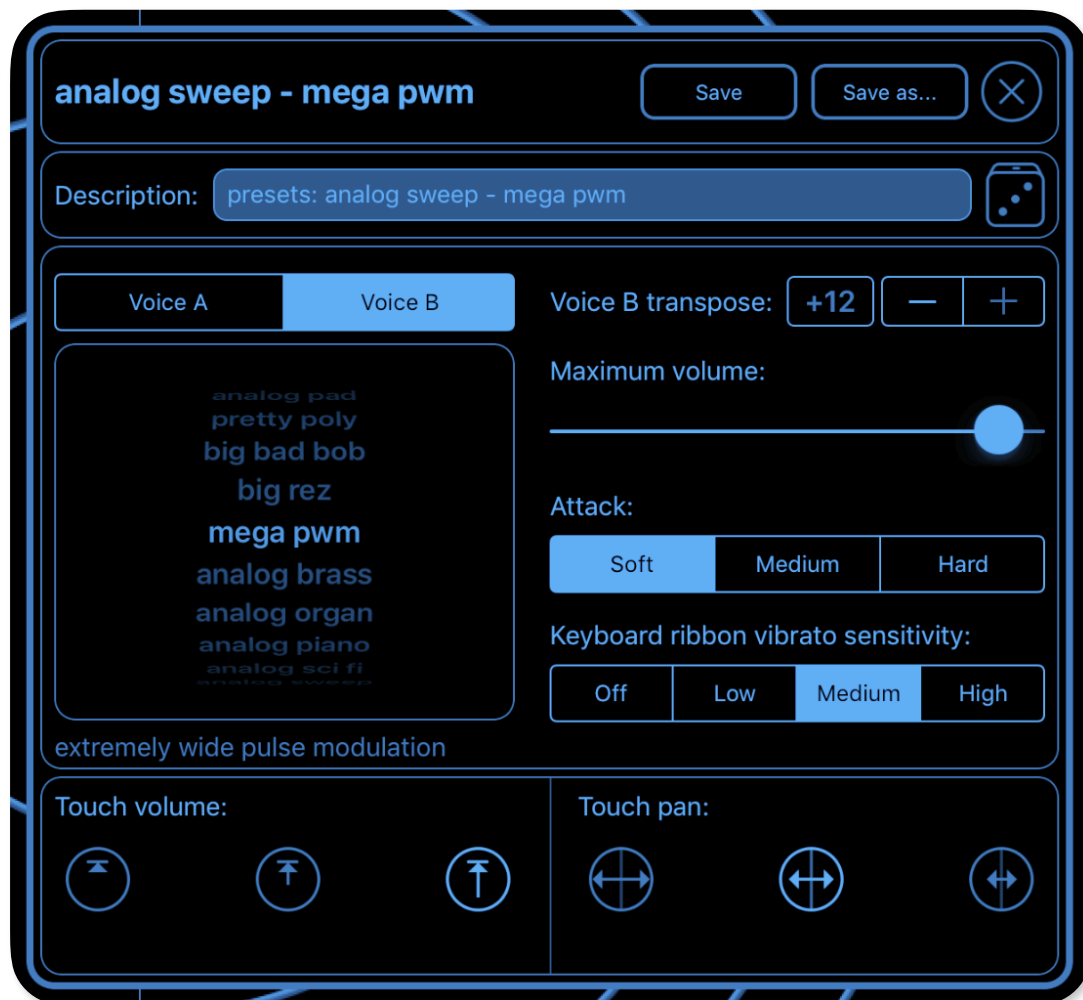 analog sweep - mega pwm
Save
Save as...
Description:
presets: analog sweep - mega pwm
Voice A
Voice B
analog pad
pretty poly
big bad bob
big rez
mega pwm
analog brass
analog organ
analog piano
analog sci fi
analog sweep
extremely wide pulse modulation
Voice B transpose:
+12
Maximum volume:
Attack:
Soft
Medium
Hard
Keyboard ribbon vibrato sensitivity:
Off
Low
Medium
High
Touch volume:
Touch pan: